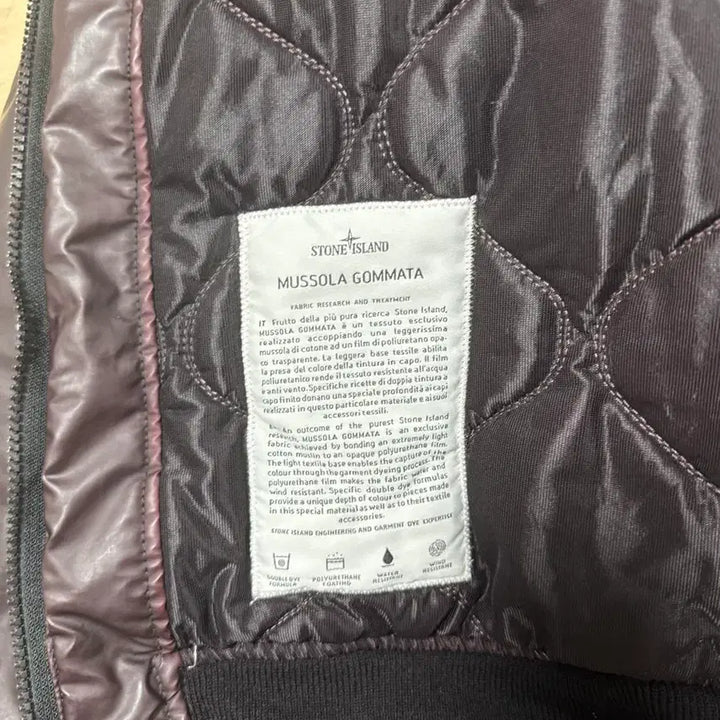 STONE ISLAND
MUSSOLA GOMMATA
FABRIC RESEARCH AND TREATMENT
IT Frutto della più pura ricerca Stone Island,
MUSSOLA GOMMATA è un tessuto esclusivo
realizzato accoppiando una leggerissima
mussola di cotone ad un film di poliuretano opa-
co trasparente. La leggera base tessile abilita
la presa del colore della tintura in capo. Il film
poliuretanico rende il tessuto resistente all'acqua
e anti vento. Specifiche ricette di doppia tintura a
capo finito donano una speciale profondità ai capi
realizzati in questo particolare materiale e ai suoi
accessori tessili.
An outcome of the purest Stone Island
research, MUSSOLA GOMMATA is an exclusive
fabric achieved by bonding an extremely light
cotton muslin to an opaque polyurethane film.
The light textile base enables the capture of the
colour through the garment dyeing process. The
polyurethane film makes the fabric water and
wind resistant. Specific double dye formulas
provide a unique depth of colour to pieces made
in this special material as well as to their textile
accessories.
STONE ISLAND ENGINEERING AND GARMENT DYE EXPERTISE
DOUBLE DYE FORMULA
POLYURETHANE COATING
WATER RESISTANT
WIND RESISTANT